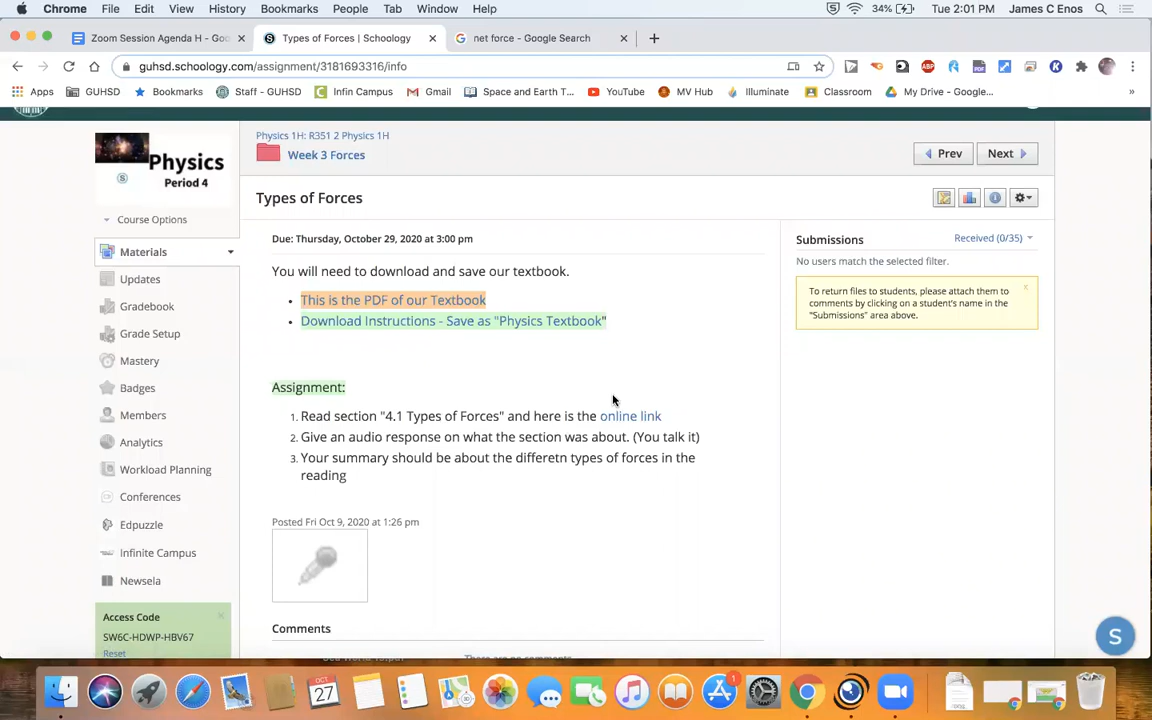 Chrome File Edit View History Bookmarks People Tab Window Help
34% Tue 2:01 PM James C Enos
Zoom Session Agenda H - Goo
Types of Forces | Schoology
net force - Google Search
guhsd.schoology.com/assignment/3181693316/info
Apps GUHSD Bookmarks Staff - GUHSD Infin Campus Gmail Space and Earth T... YouTube MV Hub Illuminate Classroom My Drive - Google... »
Physics
Period 4
Course Options
Materials
Updates
Gradebook
Grade Setup
Mastery
Badges
Members
Analytics
Workload Planning
Conferences
Edpuzzle
Infinite Campus
Newsela
Access Code
SW6C-HDWP-HBV67
Reset
Physics 1H: R351 2 Physics 1H
Week 3 Forces
Prev Next
Types of Forces
Due: Thursday, October 29, 2020 at 3:00 pm
You will need to download and save our textbook.
• This is the PDF of our Textbook
• Download Instructions - Save as "Physics Textbook"
Assignment:
1. Read section "4.1 Types of Forces" and here is the online link
2. Give an audio response on what the section was about. (You talk it)
3. Your summary should be about the differetn types of forces in the
reading
Posted Fri Oct 9, 2020 at 1:26 pm
Comments
There are no comments
Submissions
Received (0/35)
No users match the selected filter.
To return files to students, please attach them to
comments by clicking on a student's name in the
"Submissions" area above.
S
OCT
27
1